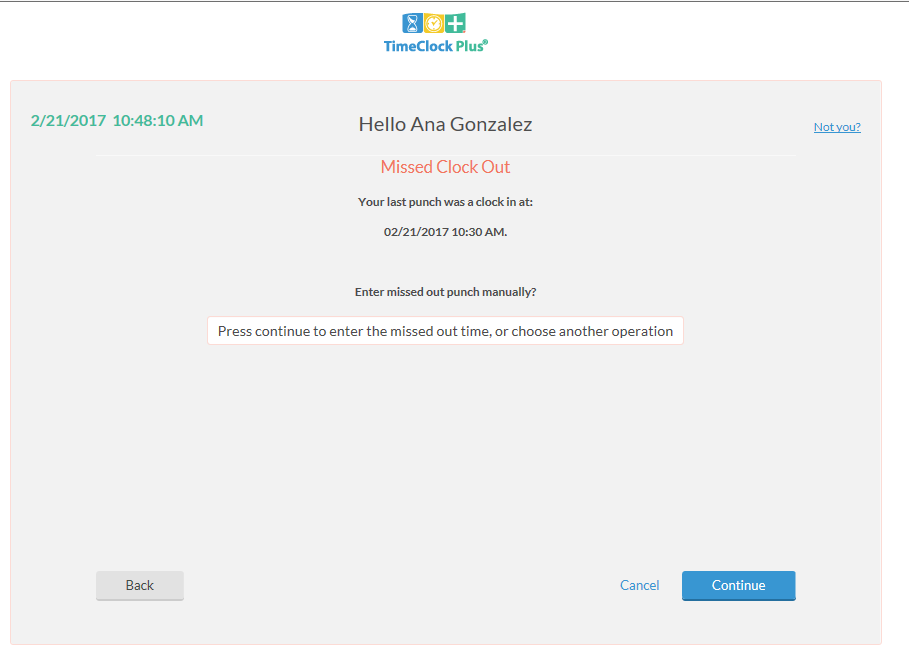 TimeClock Plus®
2/21/2017 10:48:10 AM
Hello Ana Gonzalez
Not you?
Missed Clock Out
Your last punch was a clock in at:
02/21/2017 10:30 AM.
Enter missed out punch manually?
Press continue to enter the missed out time, or choose another operation
Back
Cancel
Continue